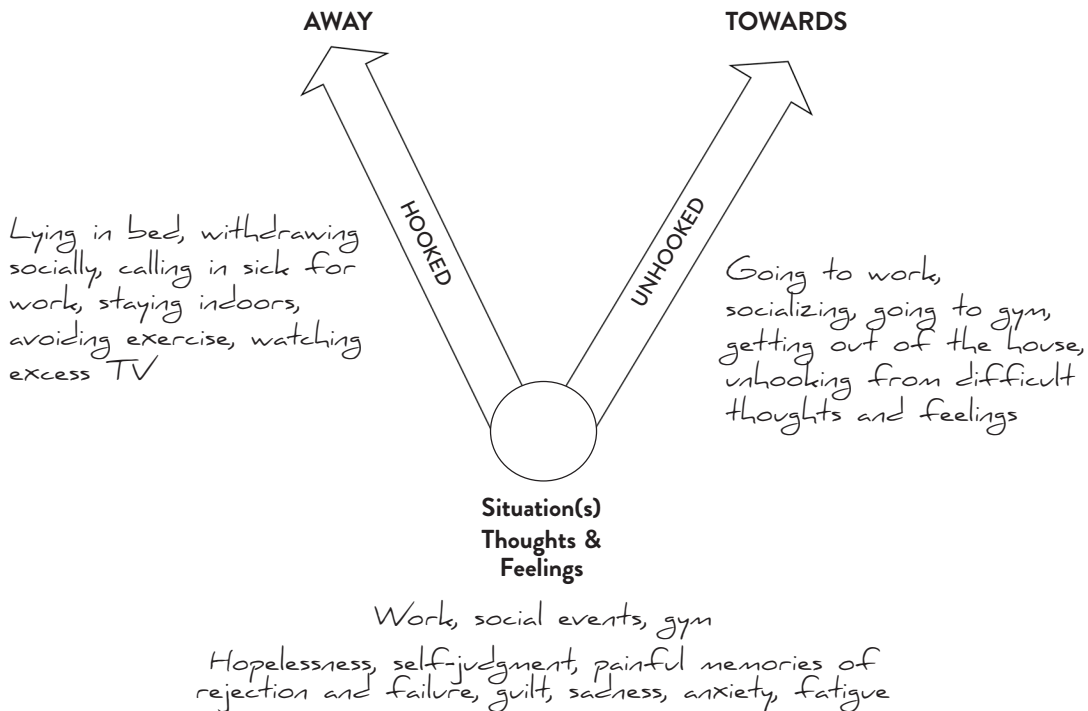 AWAY
TOWARDS
HOOKED
UNHOOKED
Lying in bed, withdrawing
socially, calling in sick for
work, staying indoors,
avoiding exercise, watching
excess TV
Going to work,
socializing, going to gym,
getting out of the house,
unhooking from difficult
thoughts and feelings
Situation(s)
Thoughts &
Feelings
Work, social events, gym
Hopelessness, self-judgment, painful memories of
rejection and failure, guilt, sadness, anxiety, fatigue